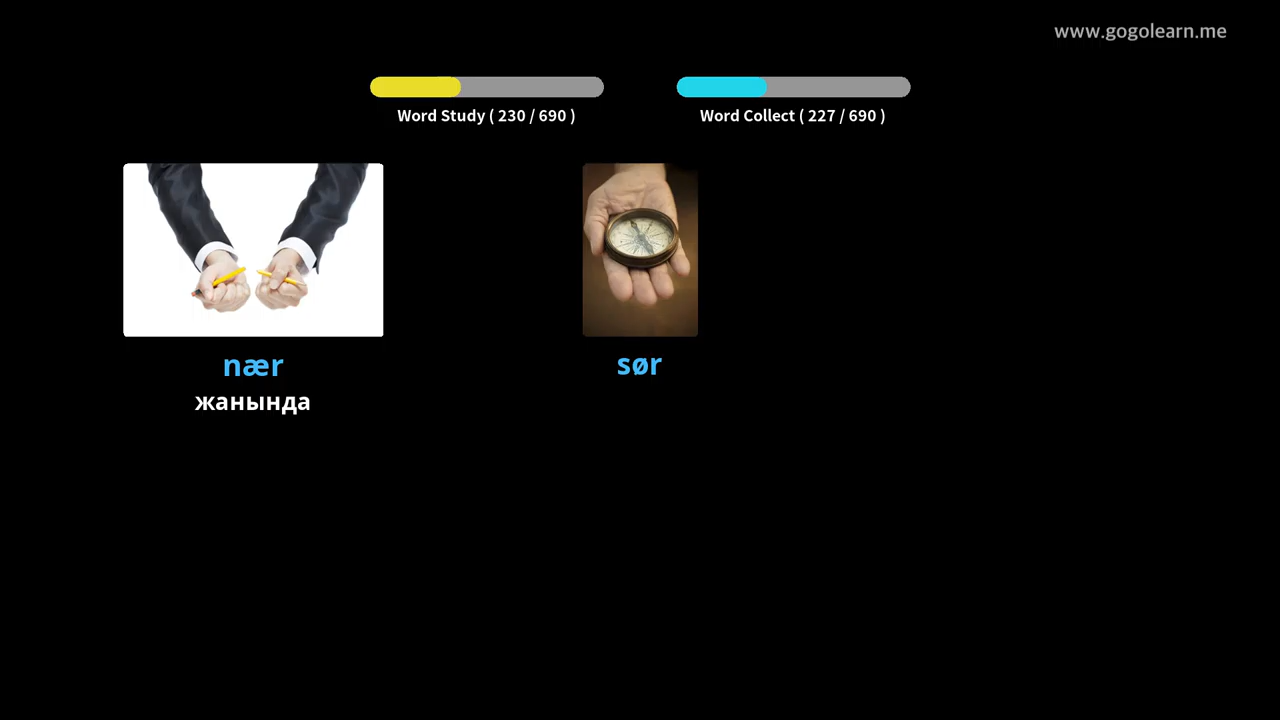 www.gogolearn.me
Word Study ( 230 / 690 )
Word Collect ( 227 / 690 )
nær
жанында
sør